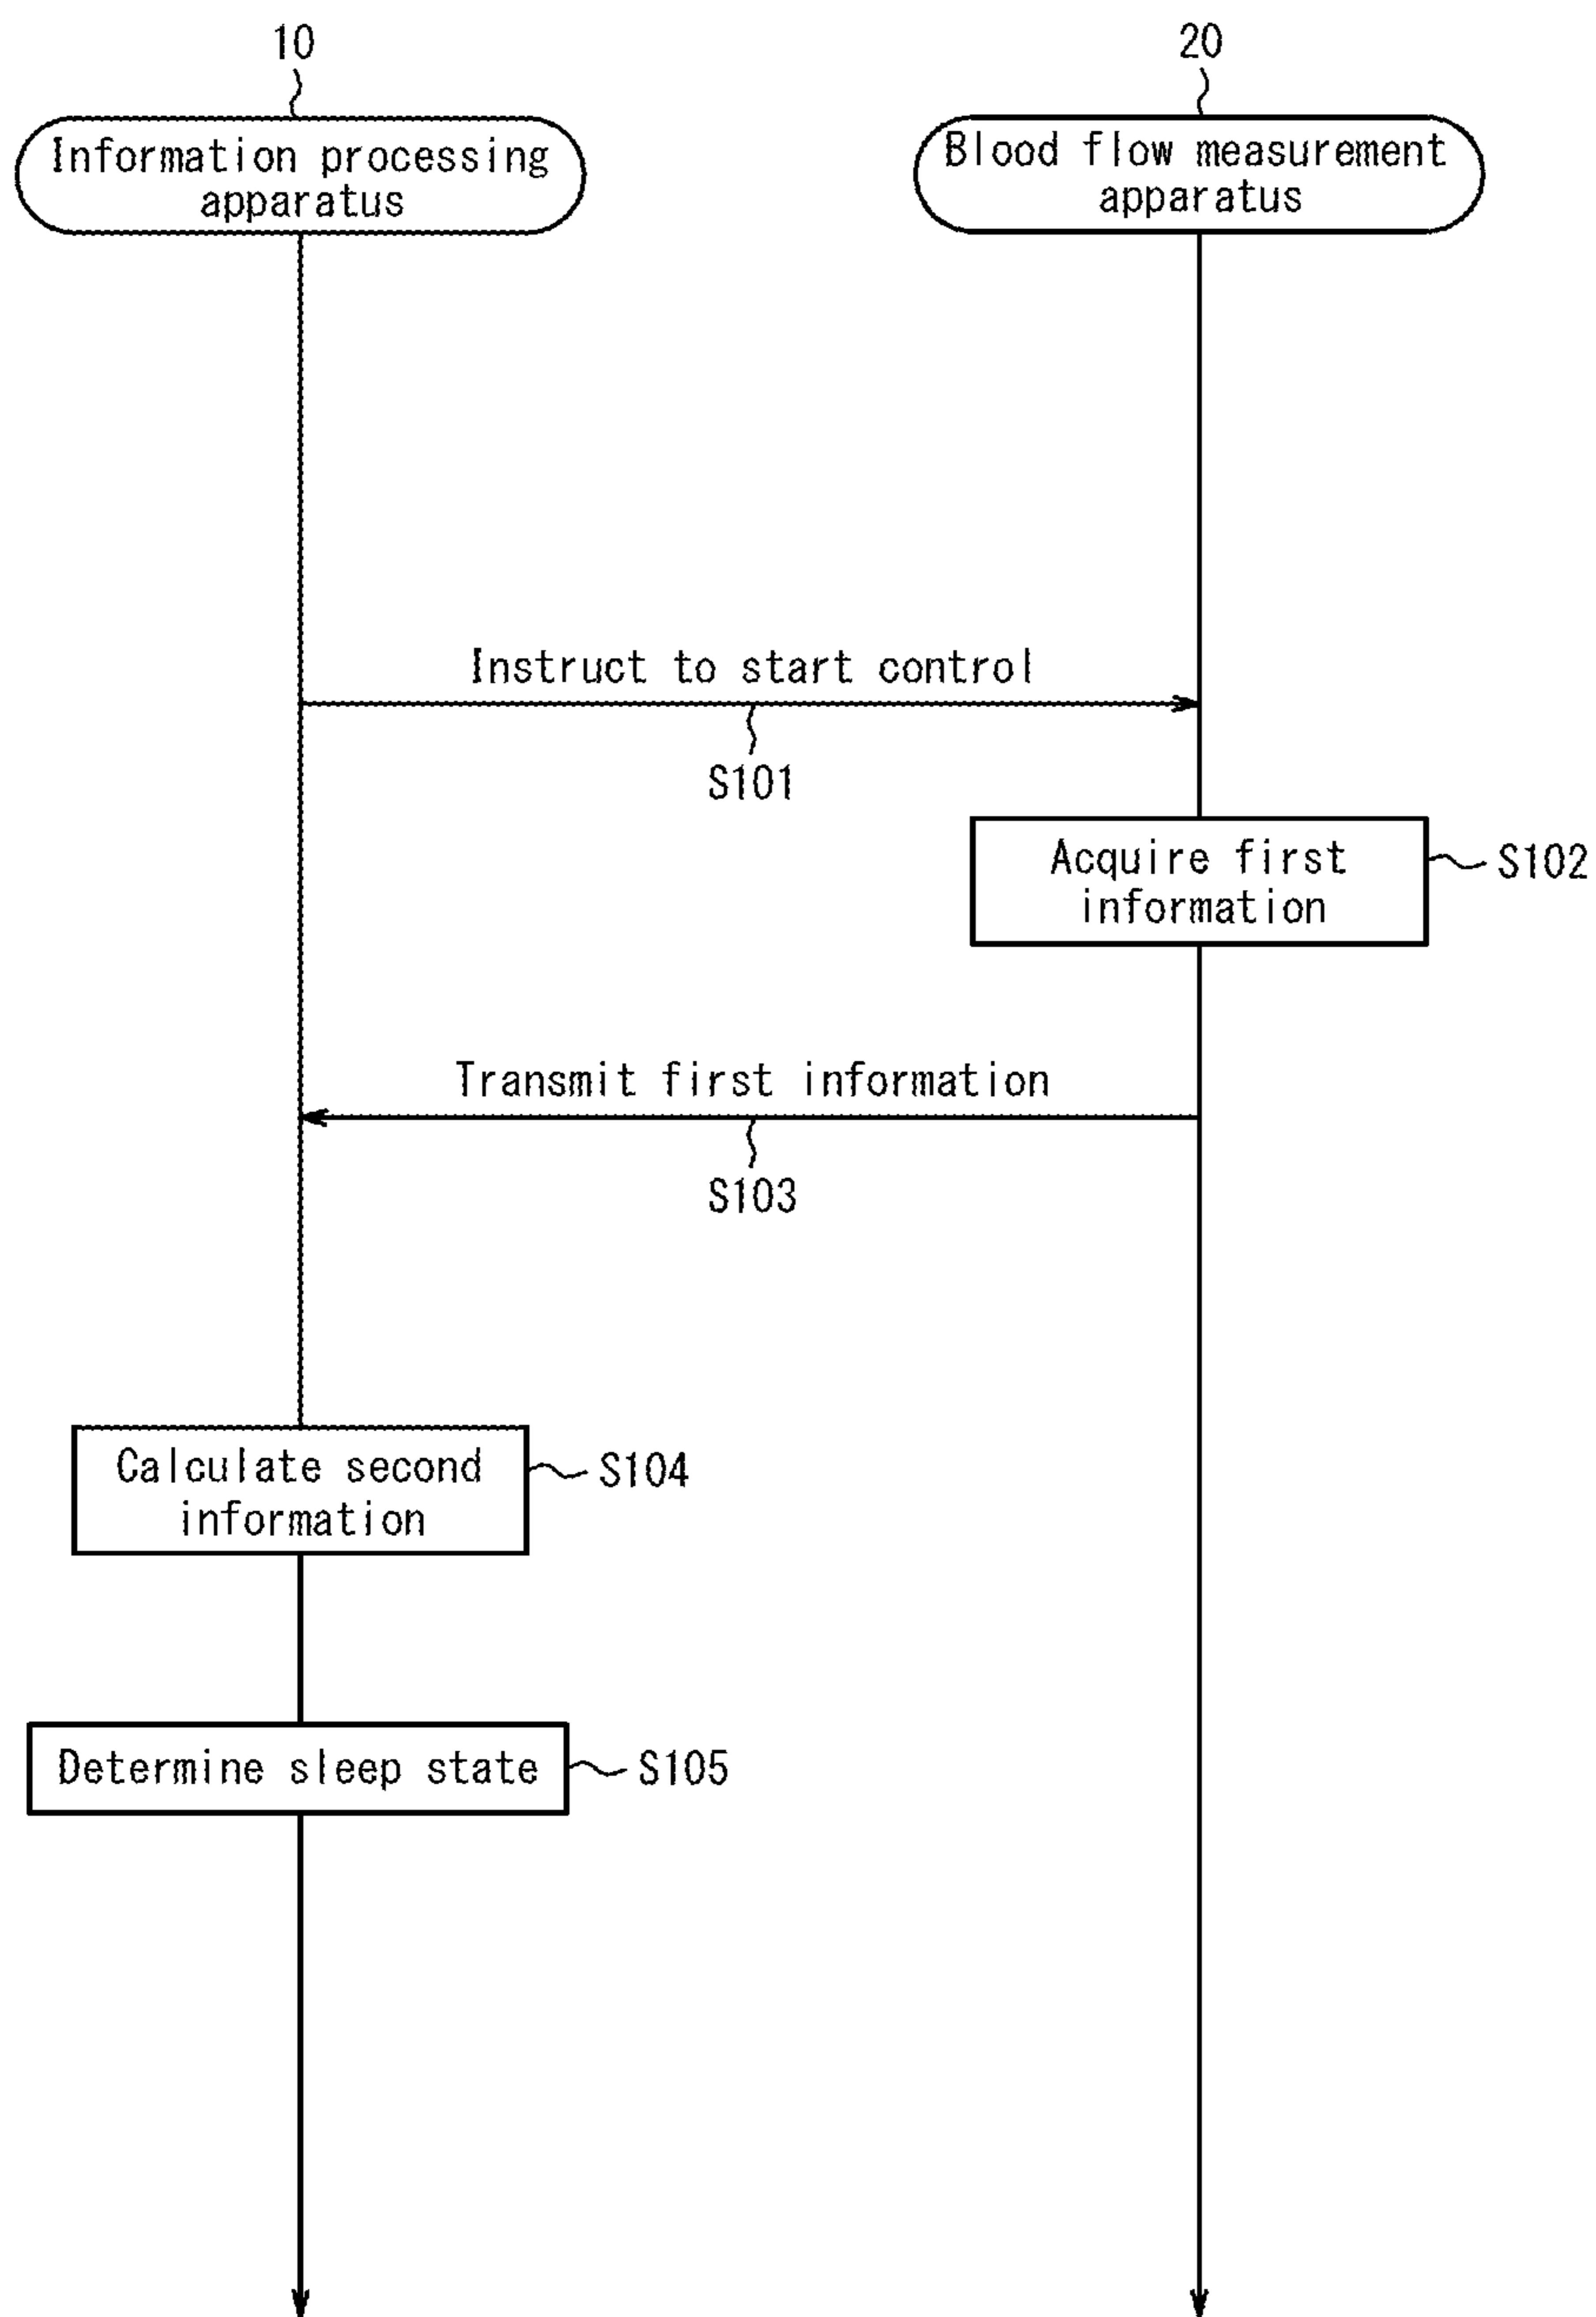 10
20
Information processing
apparatus
Blood flow measurement
apparatus
Instruct to start control
S101
Acquire first
information
S102
Transmit first information
S103
Calculate second
information
S104
Determine sleep state
S105